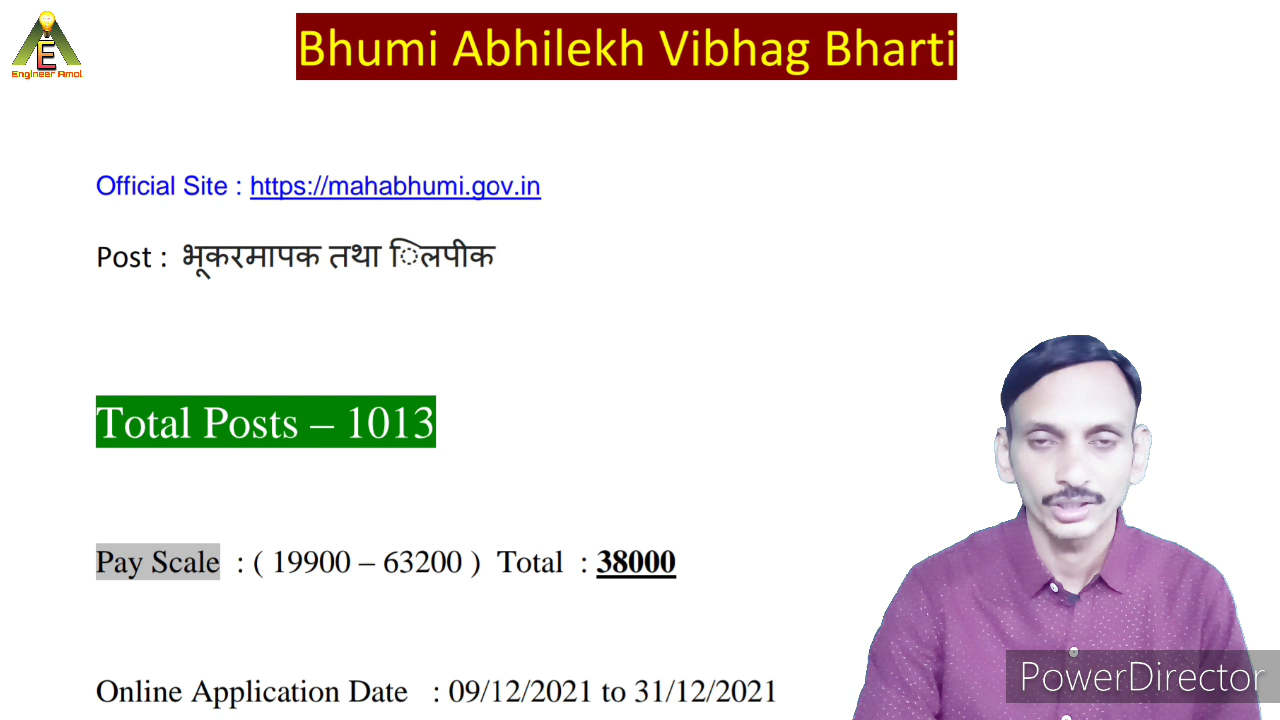 Engineer Amol
Bhumi Abhilekh Vibhag Bharti
Official Site : https://mahabhumi.gov.in
Post : भूकरमापक तथा िलपीक
Total Posts – 1013
Pay Scale : ( 19900 – 63200 ) Total : 38000
Online Application Date : 09/12/2021 to 31/12/2021
PowerDirector